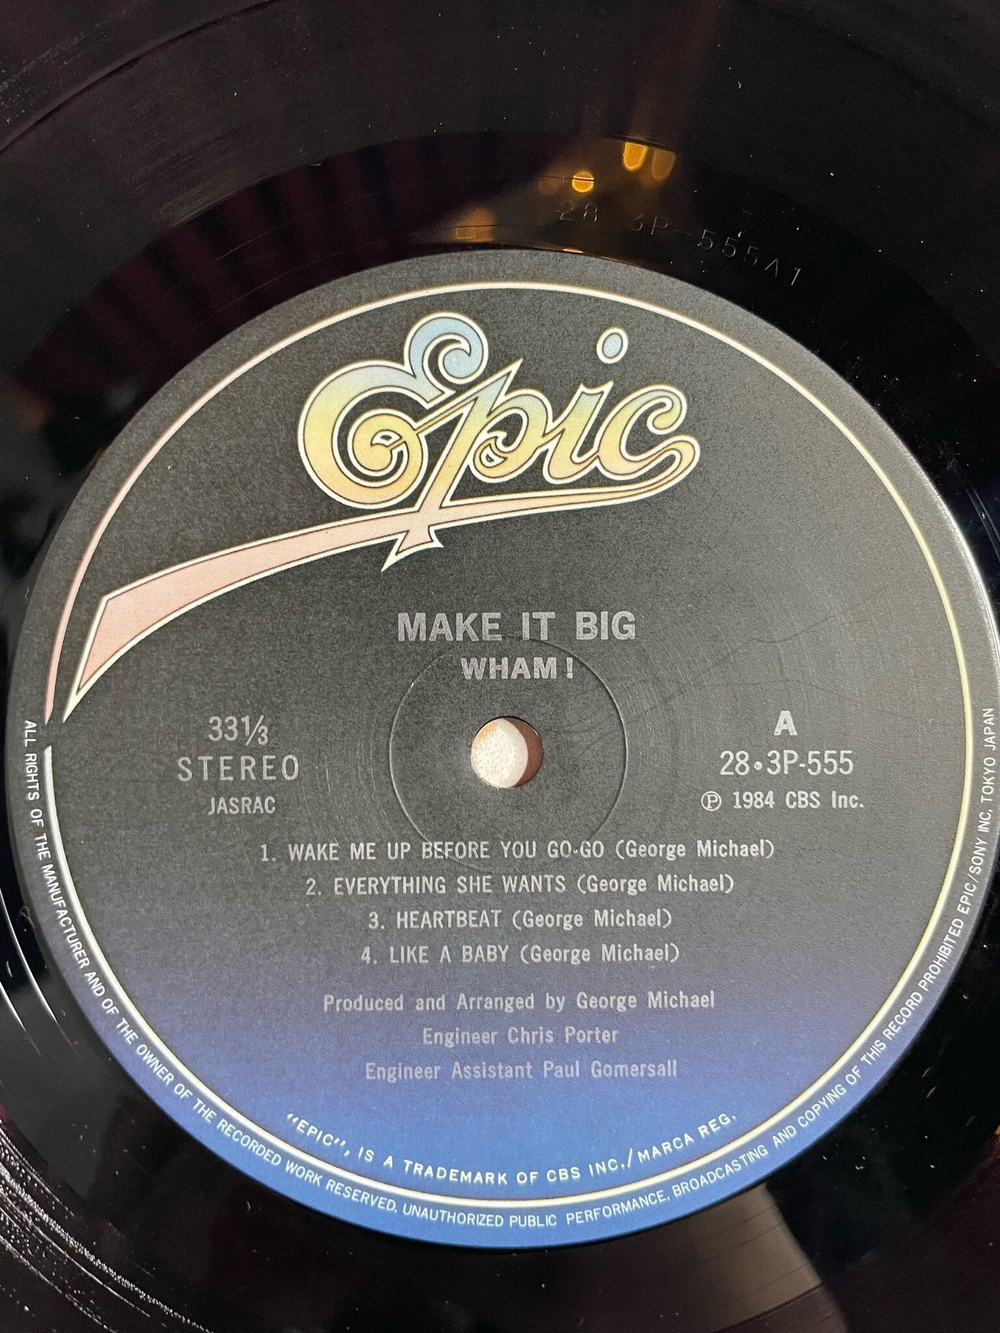 28 3P-555A1
Epic
MAKE IT BIG
WHAM!
33⅓
STEREO
JASRAC
A
28•3P-555
Ⓟ 1984 CBS Inc.
1. WAKE ME UP BEFORE YOU GO-GO (George Michael)
2. EVERYTHING SHE WANTS (George Michael)
3. HEARTBEAT (George Michael)
4. LIKE A BABY (George Michael)
Produced and Arranged by George Michael
Engineer Chris Porter
Engineer Assistant Paul Gomersall
"EPIC", IS A TRADEMARK OF CBS INC./MARCA REG.
ALL RIGHTS OF THE MANUFACTURER AND OF THE OWNER OF THE RECORDED WORK RESERVED, UNAUTHORIZED PUBLIC PERFORMANCE, BROADCASTING AND COPYING OF THIS RECORD PROHIBITED EPIC/SONY INC, TOKYO JAPAN